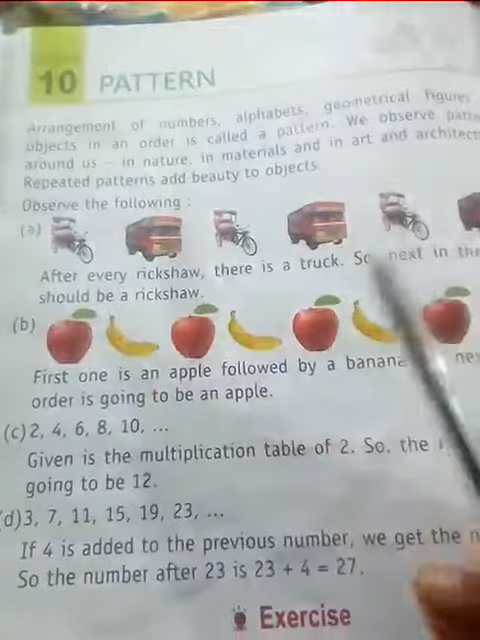 10 PATTERN
Arrangement of numbers, alphabets, geometrical figures
objects in an order is called a pattern. We observe
around us – in nature, in materials and in art and
Repeated patterns add beauty to objects.
Observe the following :
(a)
After every rickshaw, there is a truck. So next in the
should be a rickshaw.
(b)
First one is an apple followed by a banana
order is going to be an apple.
(c) 2, 4, 6, 8, 10, ...
Given is the multiplication table of 2. So, the
going to be 12.
(d) 3, 7, 11, 15, 19, 23, ...
If 4 is added to the previous number, we get the
So the number after 23 is 23 + 4 = 27.
Exercise